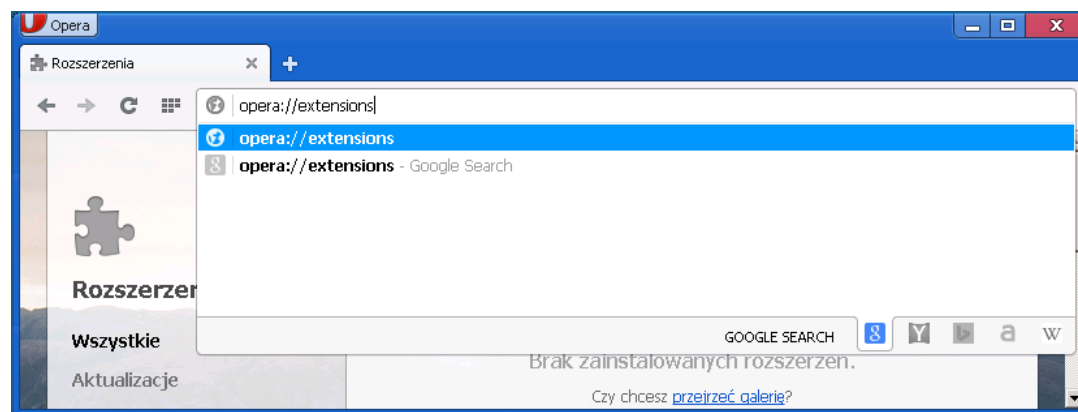 Opera
Rozszerzenia
opera://extensions
opera://extensions
opera://extensions - Google Search
Rozszerzer
Wszystkie
GOOGLE SEARCH
Brak zainstalowanych rozszerzeń.
Aktualizacje
Czy chcesz przejrzeć galerię?